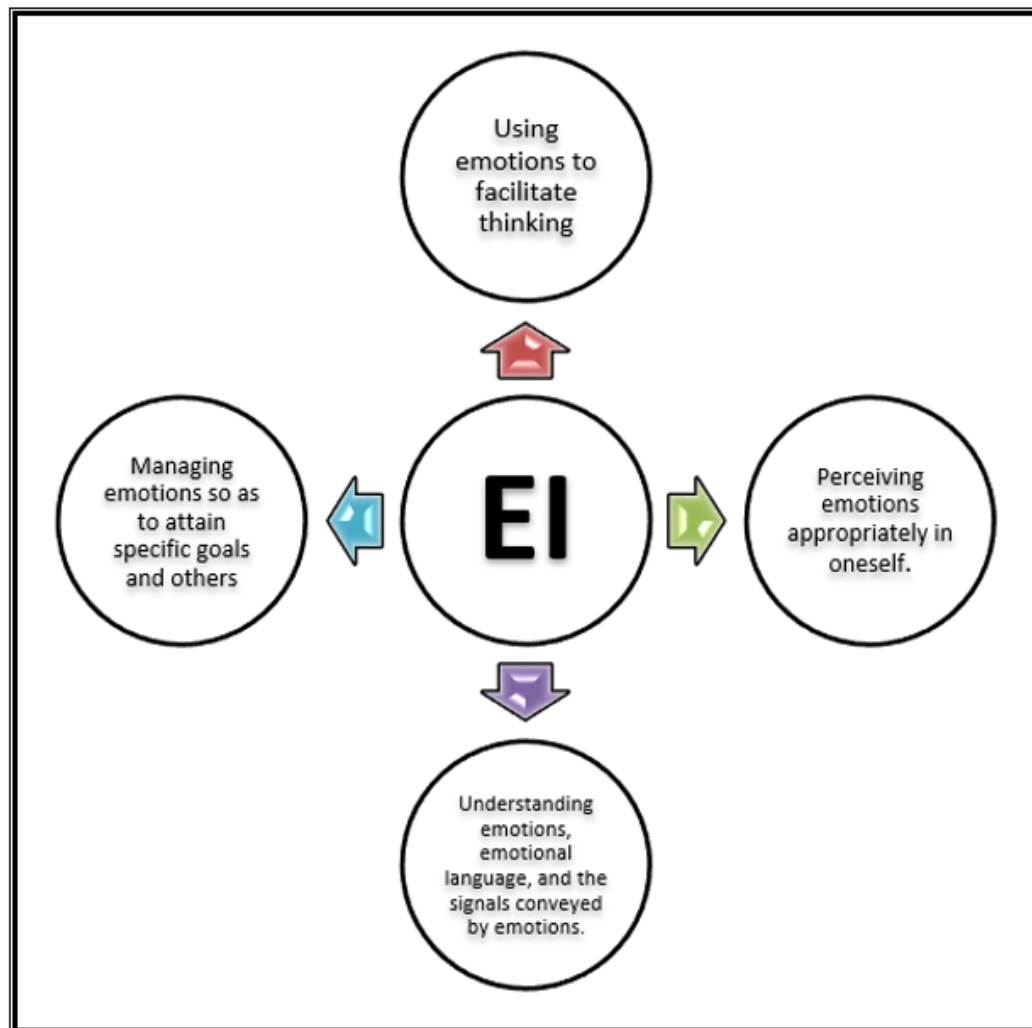 Using
emotions to
facilitate
thinking
Managing
emotions so as
to attain
specific goals
and others
EI
Perceiving
emotions
appropriately in
oneself.
Understanding
emotions,
emotional
language, and the
signals conveyed
by emotions.